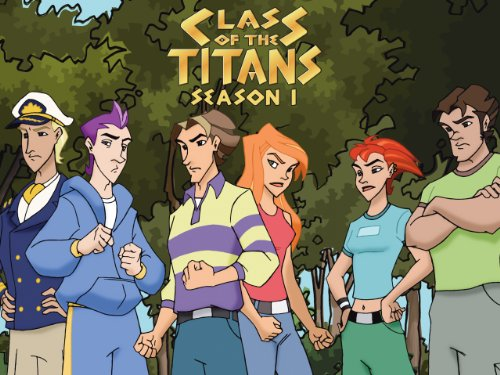 CLASS
OF THE
TITANS
SEASON 1